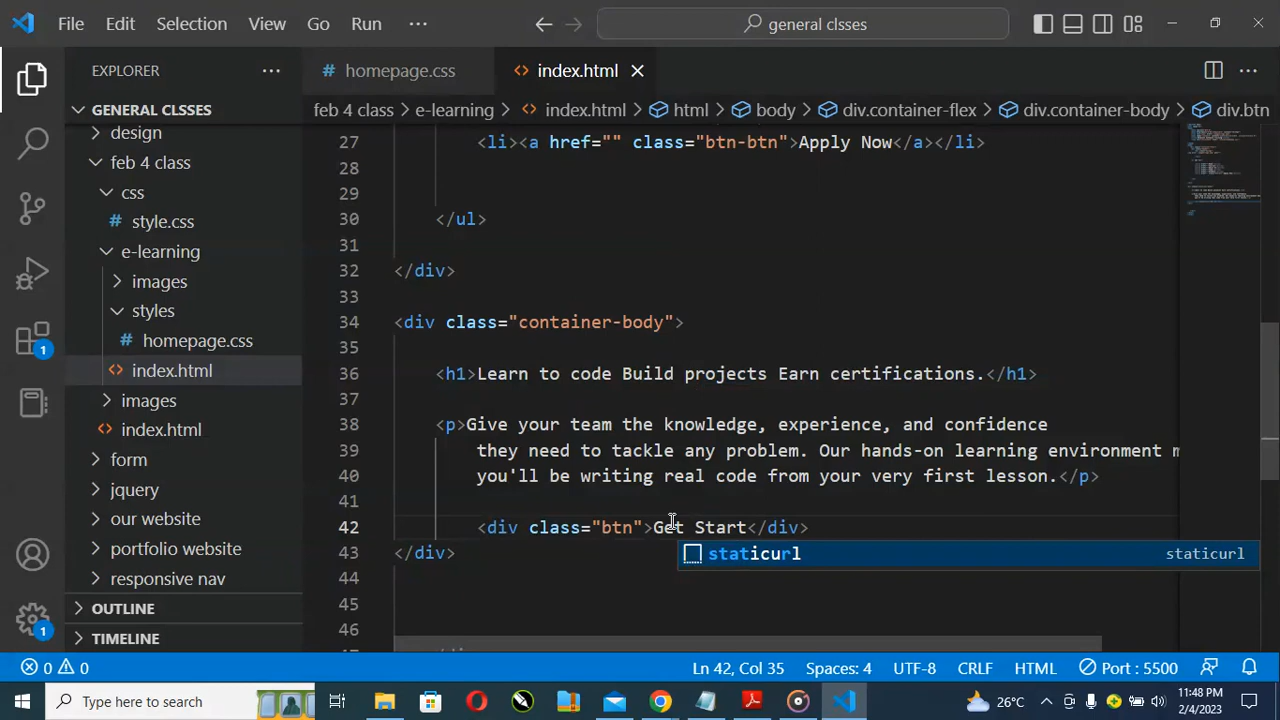 File Edit Selection View Go Run ··· general clsses
EXPLORER ···
homepage.css
index.html
GENERAL CLSSES
design
feb 4 class
css
style.css
e-learning
images
styles
homepage.css
index.html
images
index.html
form
jquery
our website
portfolio website
responsive nav
OUTLINE
TIMELINE
1
1
feb 4 class > e-learning > index.html > html > body > div.container-flex > div.container-body > div.btn
27 <li><a href="" class="btn-btn">Apply Now</a></li>
28
29
30 </ul>
31
32 </div>
33
34 <div class="container-body">
35
36 <h1>Learn to code Build projects Earn certifications.</h1>
37
38 <p>Give your team the knowledge, experience, and confidence
39 they need to tackle any problem. Our hands-on learning environment m
40 you'll be writing real code from your very first lesson.</p>
41
42 <div class="btn">Get Start</div>
staticurl staticurl
43 </div>
44
45
46
0 0 Ln 42, Col 35 Spaces: 4 UTF-8 CRLF HTML Port : 5500
Type here to search 26°C 11:48 PM
2/4/2023